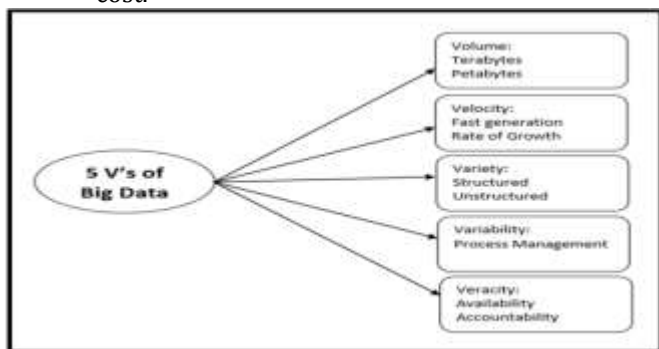 cost.
Volume:
Terabytes
Petabytes
Velocity:
Fast generation
Rate of Growth
5 V's of
Big Data
Variety:
Structured
Unstructured
Variability:
Process Management
Veracity:
Availability
Accountability